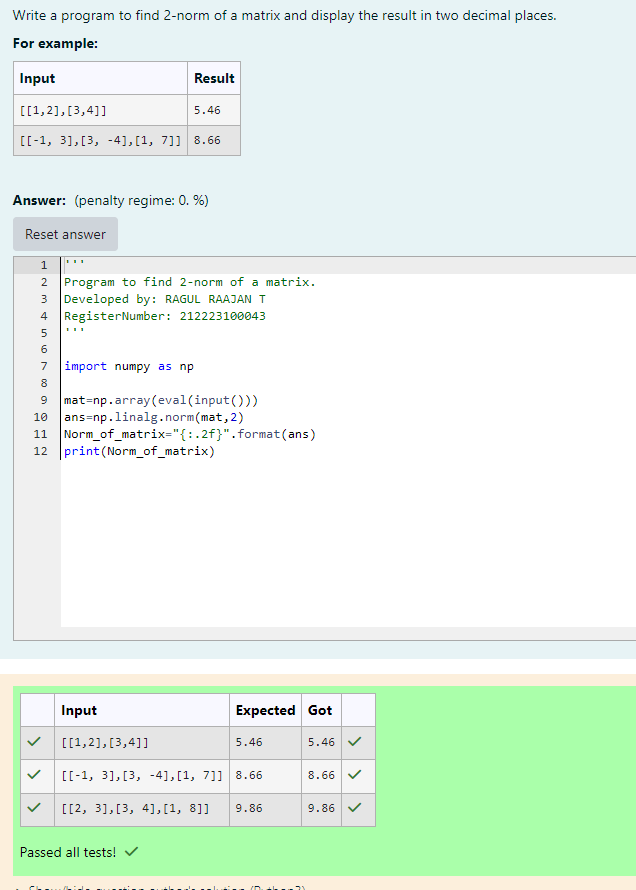 Write a program to find 2-norm of a matrix and display the result in two decimal places.
For example:
Input Result
[[1,2],[3,4]] 5.46
[[-1, 3],[3, -4],[1, 7]] 8.66
Answer: (penalty regime: 0. %)
Reset answer
1 '''
2 Program to find 2-norm of a matrix.
3 Developed by: RAGUL RAAJAN T
4 RegisterNumber: 212223100043
5 '''
6
7 import numpy as np
8
9 mat=np.array(eval(input()))
10 ans=np.linalg.norm(mat,2)
11 Norm_of_matrix="{:.2f}".format(ans)
12 print(Norm_of_matrix)
Input Expected Got
[[1,2],[3,4]] 5.46 5.46
[[-1, 3],[3, -4],[1, 7]] 8.66 8.66
[[2, 3],[3, 4],[1, 8]] 9.86 9.86
Passed all tests!
Show/hide question author's solution (Python3)